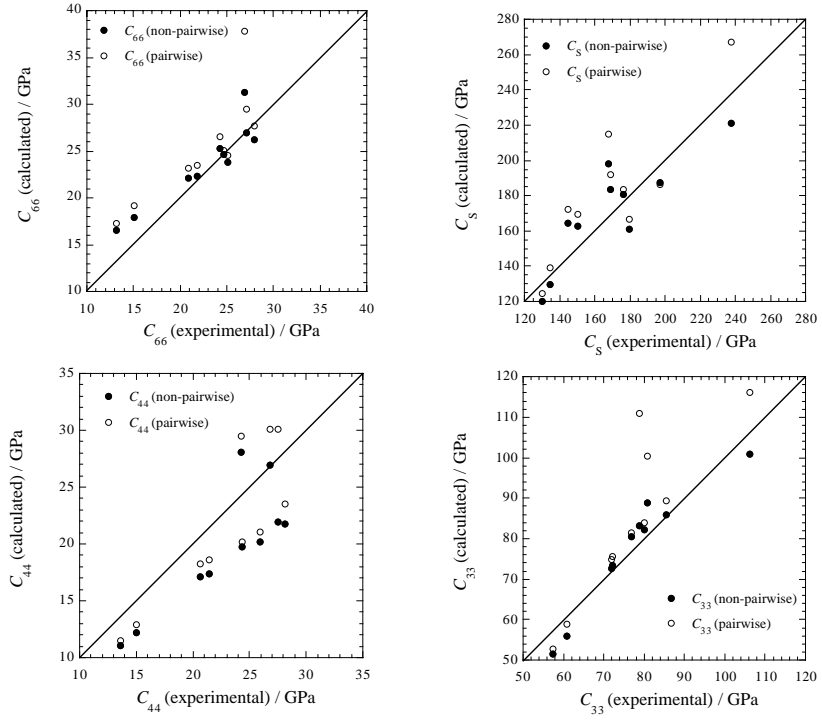 40
35
30
25
20
15
10
C66 (calculated) / GPa
C66 (non-pairwise)
C66 (pairwise)
10 15 20 25 30 35 40
C66 (experimental) / GPa
280
260
240
220
200
180
160
140
120
CS (calculated) / GPa
CS (non-pairwise)
CS (pairwise)
120 140 160 180 200 220 240 260 280
CS (experimental) / GPa
35
30
25
20
15
10
C44 (calculated) / GPa
C44 (non-pairwise)
C44 (pairwise)
10 15 20 25 30 35
C44 (experimental) / GPa
120
110
100
90
80
70
60
50
C33 (calculated) / GPa
C33 (non-pairwise)
C33 (pairwise)
50 60 70 80 90 100 110 120
C33 (experimental) / GPa